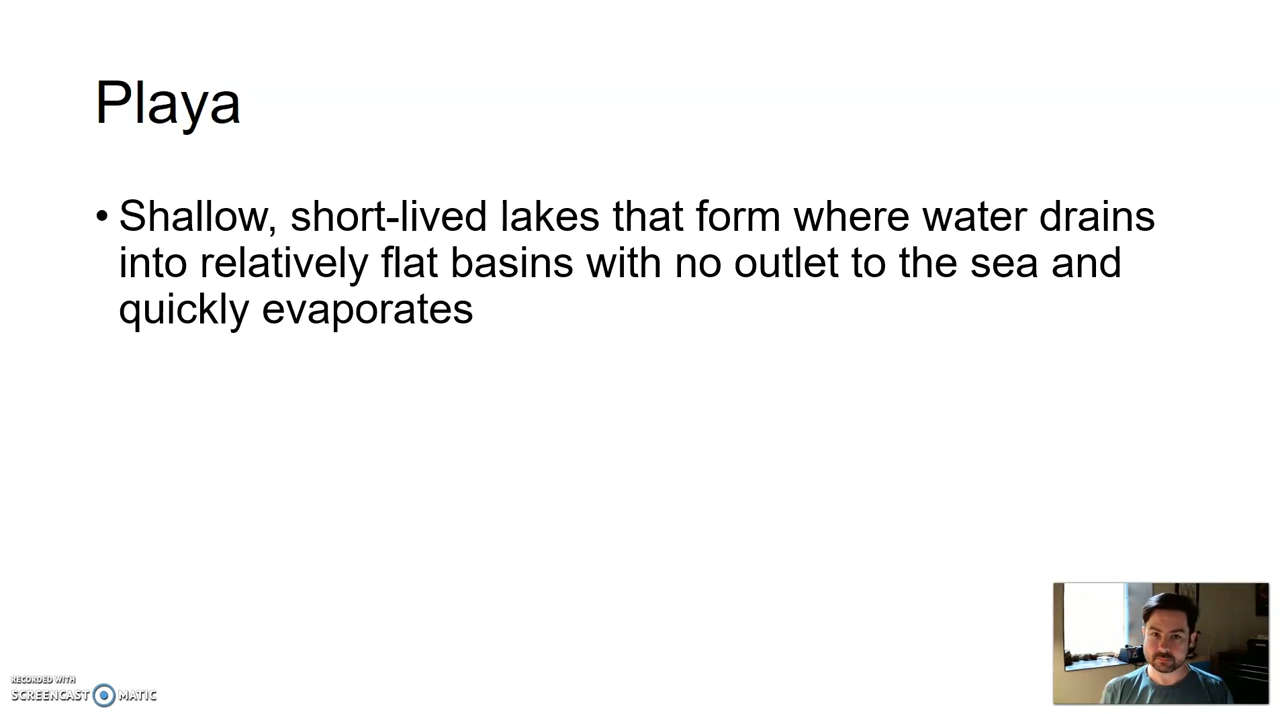 Playa
• Shallow, short-lived lakes that form where water drains
into relatively flat basins with no outlet to the sea and
quickly evaporates
RECORDED WITH
SCREENCAST MATIC